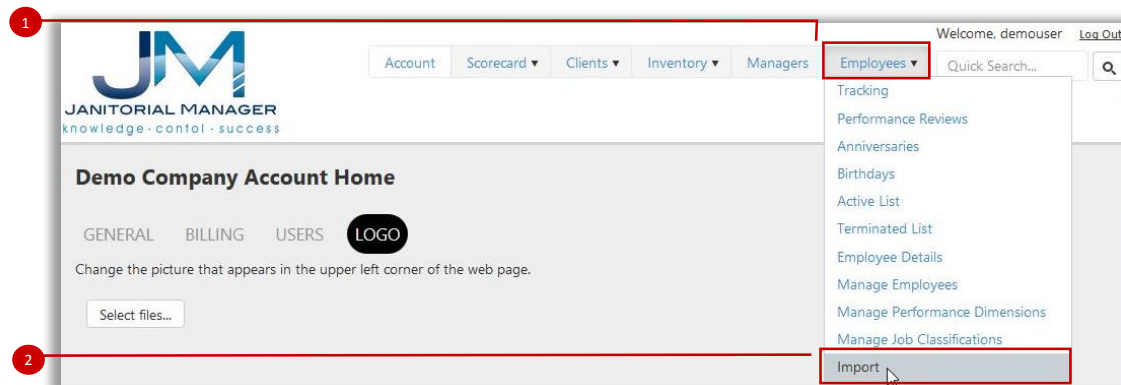 1
Welcome, demouser Log Out
JM
Account Scorecard ▾ Clients ▾ Inventory ▾ Managers Employees ▾ Quick Search...
JANITORIAL MANAGER
knowledge · contol · success
Tracking
Performance Reviews
Anniversaries
Birthdays
Active List
Terminated List
Employee Details
Manage Employees
Manage Performance Dimensions
Manage Job Classifications
Import
Demo Company Account Home
GENERAL BILLING USERS LOGO
Change the picture that appears in the upper left corner of the web page.
Select files...
2